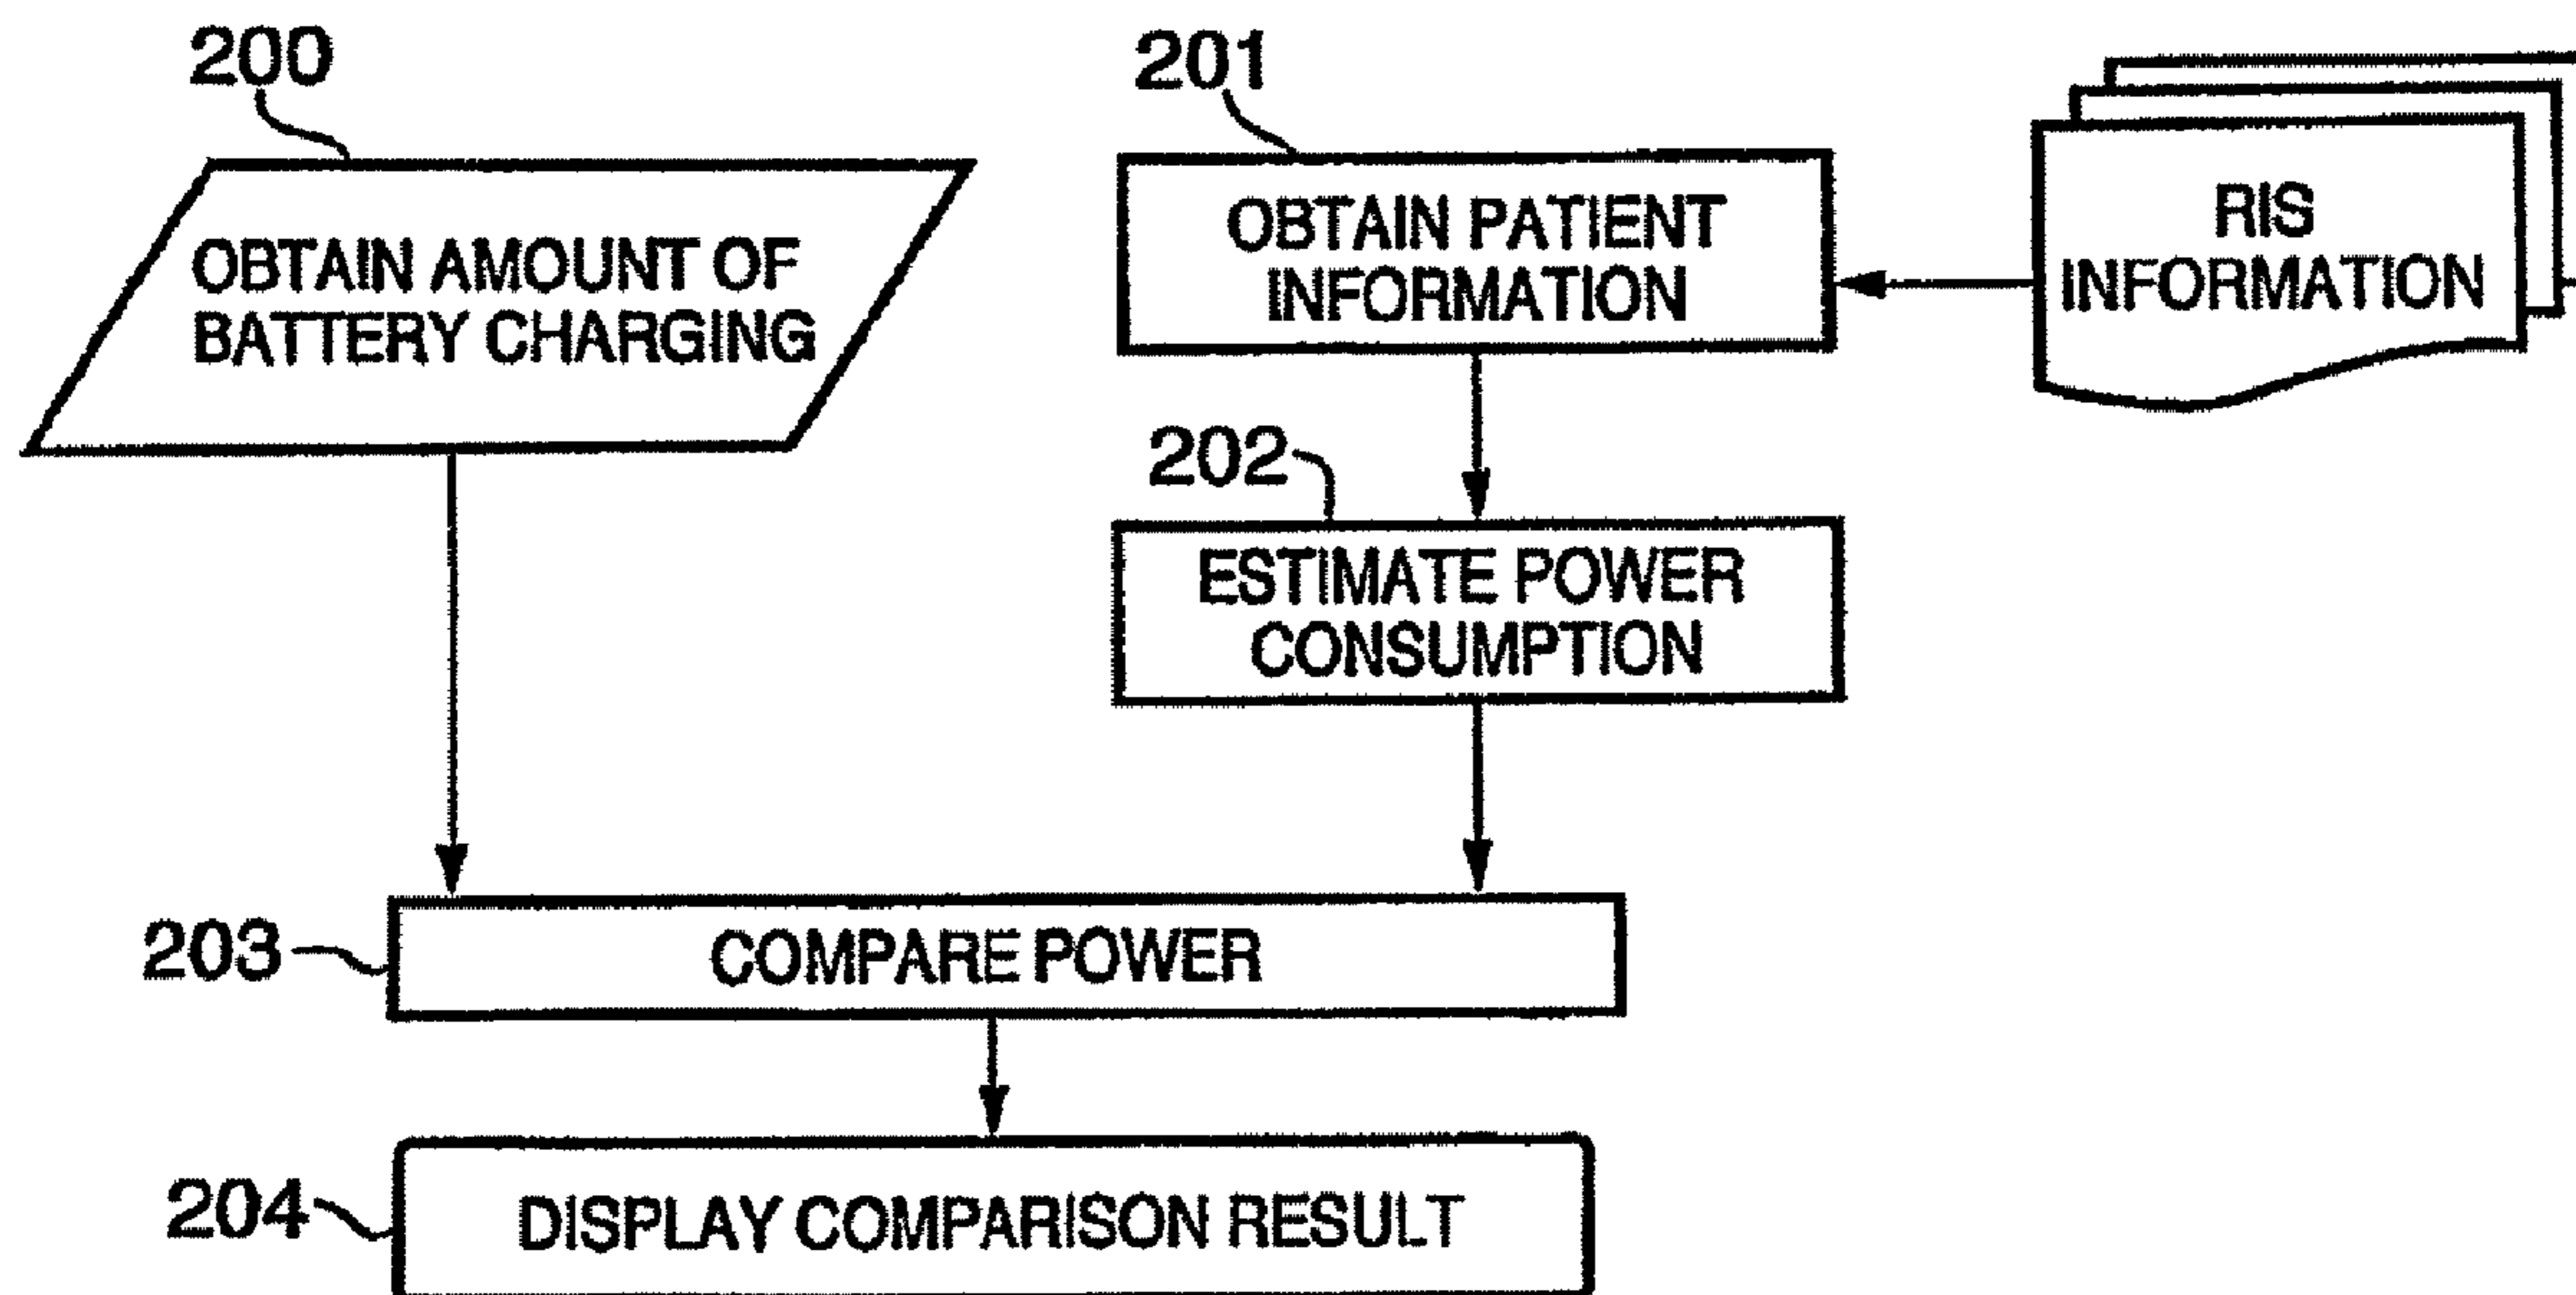 200
OBTAIN AMOUNT OF
BATTERY CHARGING
201
OBTAIN PATIENT
INFORMATION
RIS
INFORMATION
202
ESTIMATE POWER
CONSUMPTION
203
COMPARE POWER
204
DISPLAY COMPARISON RESULT